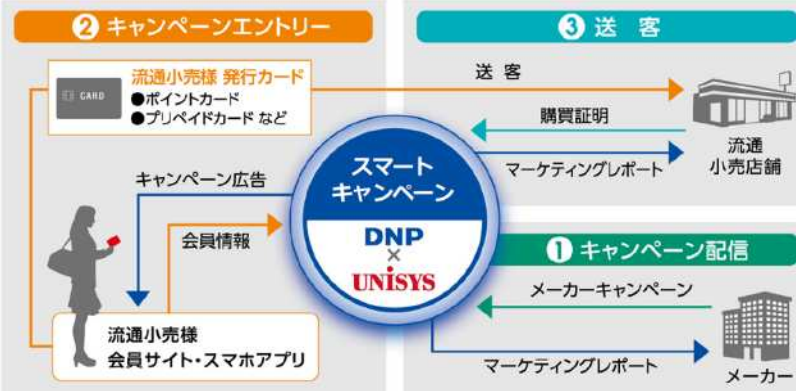 ② キャンペーンエントリー
流通小売様 発行カード
CARD
●ポイントカード
●プリペイドカード など
キャンペーン広告
会員情報
流通小売様
会員サイト・スマホアプリ
スマート
キャンペーン
DNP
×
UNISYS
③ 送 客
送 客
購買証明
マーケティングレポート
流通
小売店舗
① キャンペーン配信
メーカーキャンペーン
マーケティングレポート
メーカー